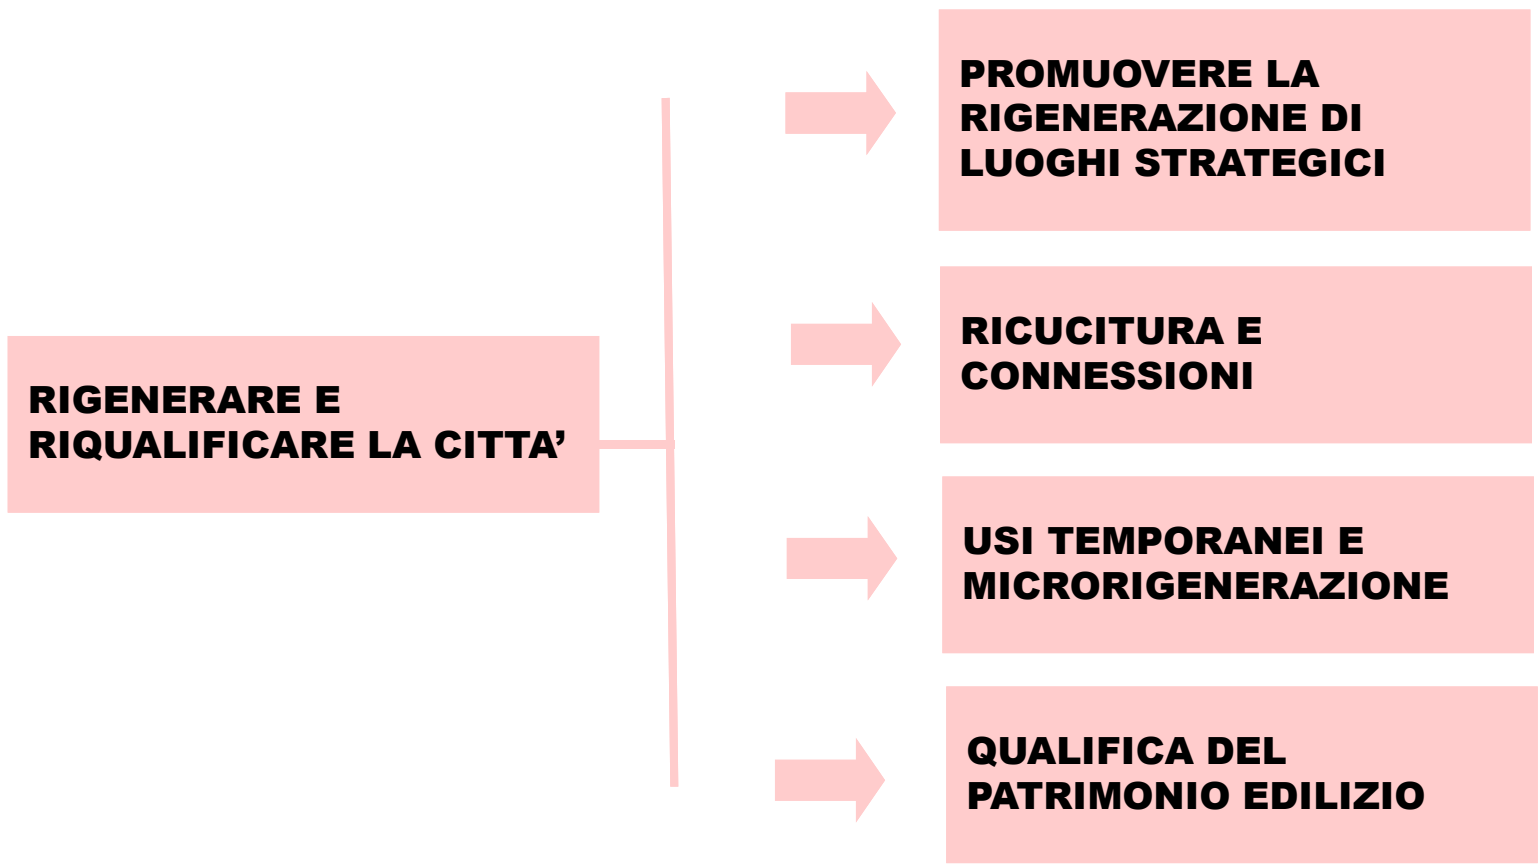 PROMUOVERE LA
RIGENERAZIONE DI
LUOGHI STRATEGICI
RICUCITURA E
CONNESSIONI
RIGENERARE E
RIQUALIFICARE LA CITTA’
USI TEMPORANEI E
MICRORIGENERAZIONE
QUALIFICA DEL
PATRIMONIO EDILIZIO